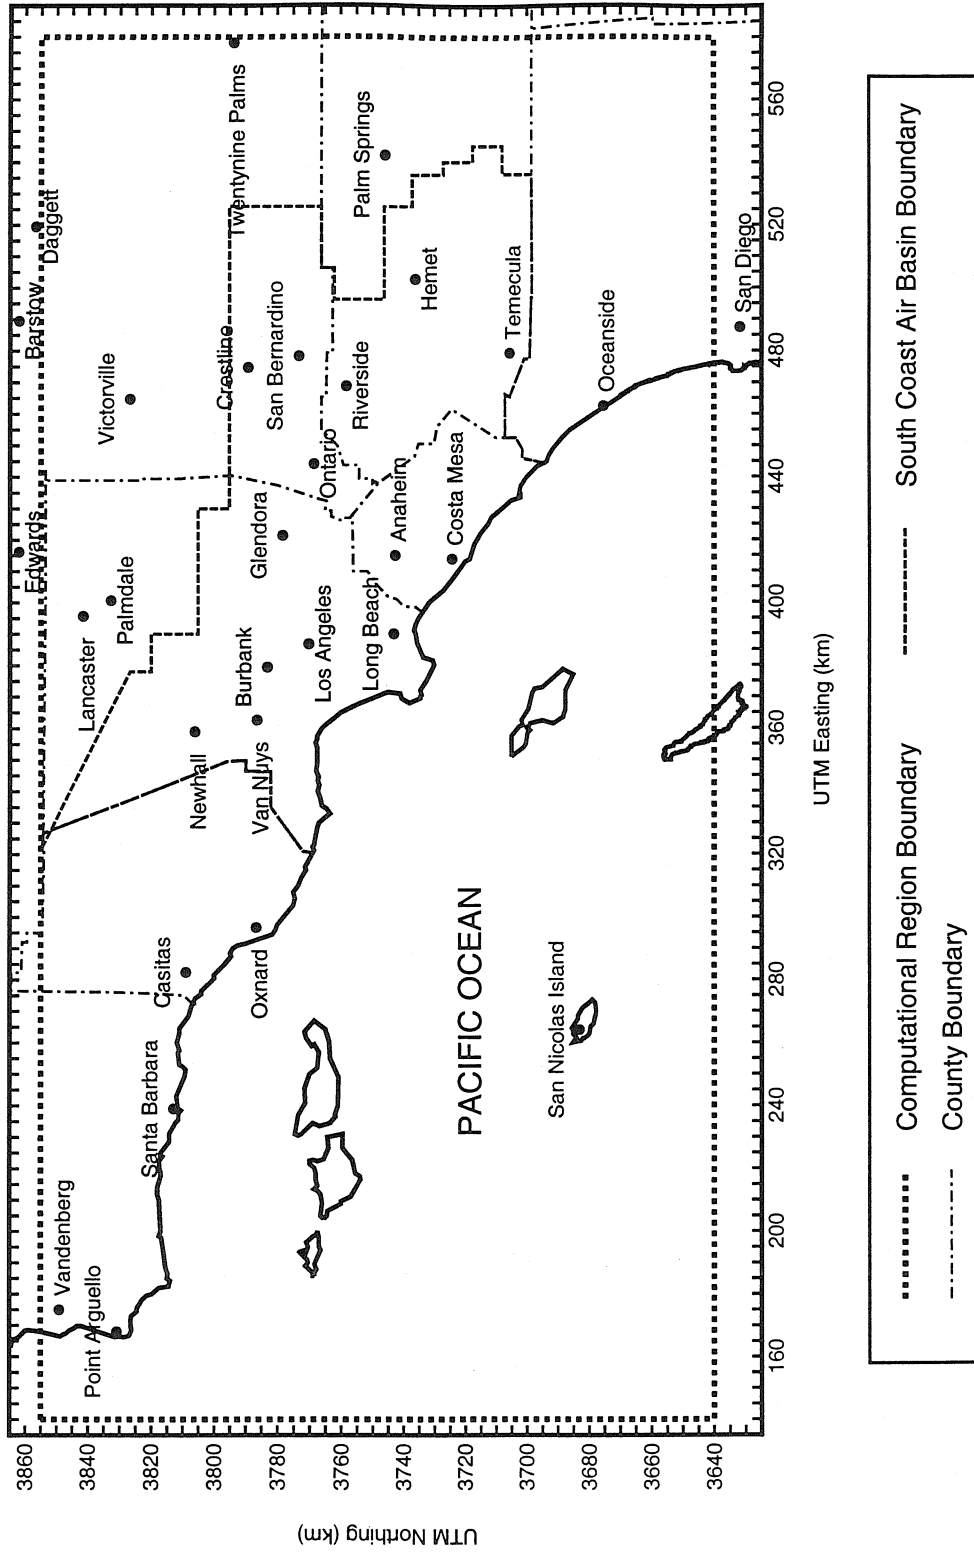 Edwards
Barstow
Daggett
Vandenberg
Lancaster
Palmdale
Victorville
Point Arguello
Santa Barbara
Casitas
Newhall
Crestline
Twentynine Palms
Oxnard
Van Nuys
Burbank
Glendora
San Bernardino
Los Angeles
Ontario
Riverside
Palm Springs
Long Beach
Anaheim
Hemet
Costa Mesa
Temecula
PACIFIC OCEAN
San Nicolas Island
Oceanside
San Diego
UTM Northing (km)
3860
3840
3820
3800
3780
3760
3740
3720
3700
3680
3660
3640
160
200
240
280
320
360
400
440
480
520
560
UTM Easting (km)
Computational Region Boundary
South Coast Air Basin Boundary
County Boundary